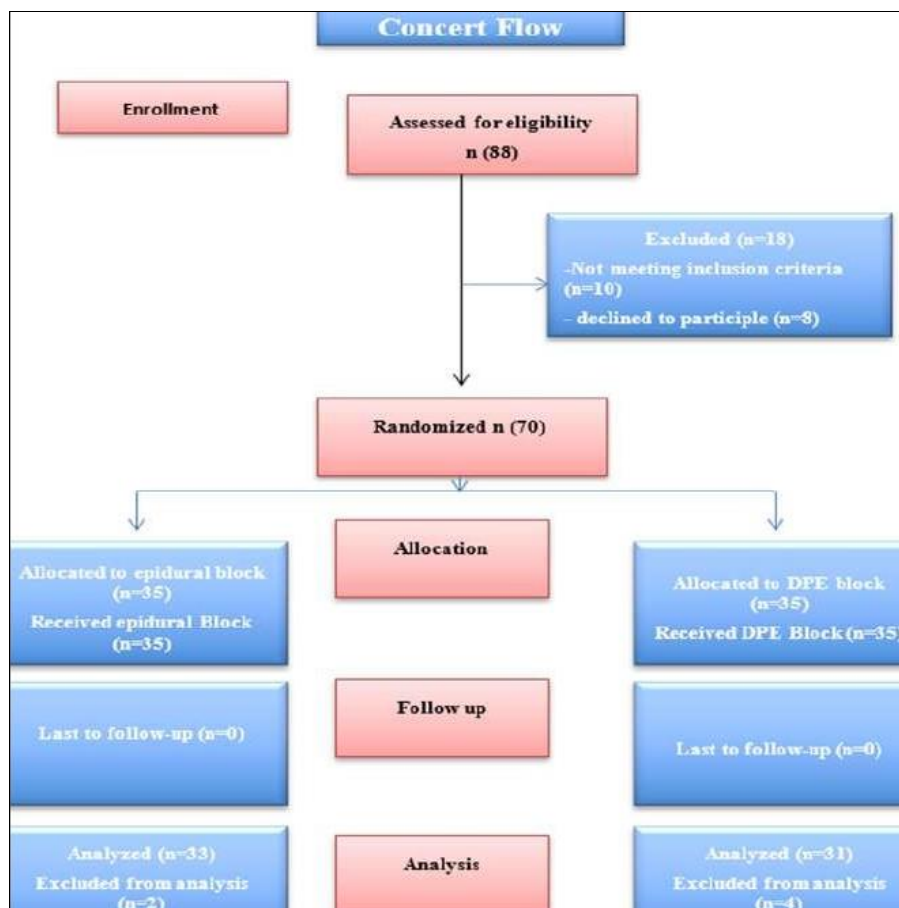 Concert Flow
Enrollment
Assessed for eligibility
n (88)
Excluded (n=18)
-Not meeting inclusion criteria
(n=10)
- declined to participle (n=8)
Randomized n (70)
Allocation
Allocated to epidural block
(n=35)
Received epidural Block
(n=35)
Allocated to DPE block
(n=35)
Received DPE Block (n=35)
Follow up
Last to follow-up (n=0)
Last to follow-up (n=0)
Analysis
Analyzed (n=33)
Excluded from analysis
(n=2)
Analyzed (n=31)
Excluded from analysis
(n=4)